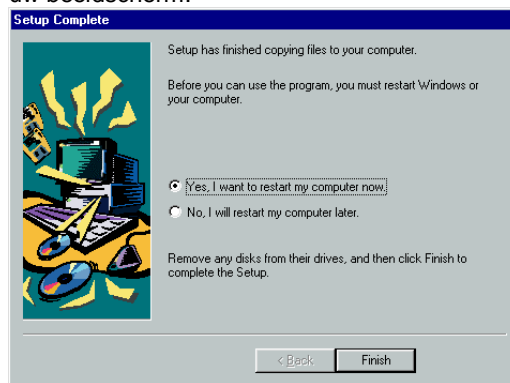 uw beeldscherm.
Setup Complete
Setup has finished copying files to your computer.
Before you can use the program, you must restart Windows or
your computer.
Yes, I want to restart my computer now.
No, I will restart my computer later.
Remove any disks from their drives, and then click Finish to
complete the Setup.
< Back
Finish